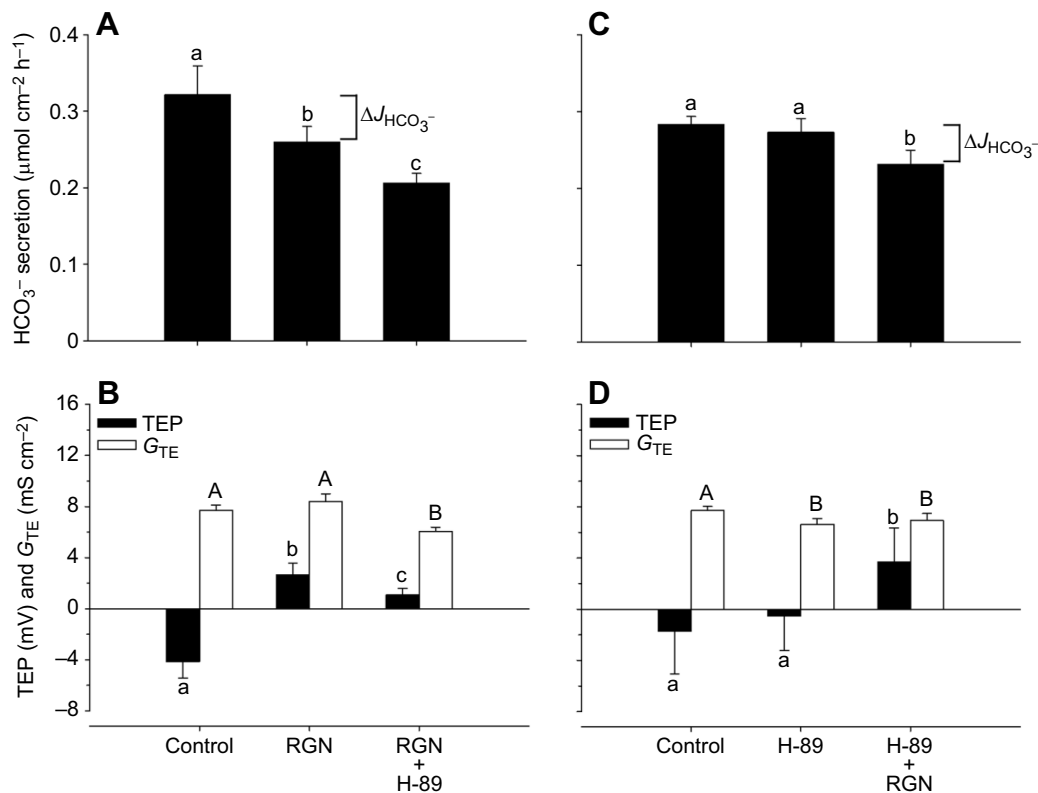 A
HCO3– secretion (μmol cm–2 h–1)
0.4
0.3
0.2
0.1
0
a
b
c
ΔJHCO3–
C
a
a
b
ΔJHCO3–
B
TEP (mV) and GTE (mS cm–2)
16
12
8
4
0
–4
–8
TEP
GTE
a
A
b
A
c
B
Control
RGN
RGN
+
H-89
D
TEP
GTE
a
A
a
B
b
B
Control
H-89
H-89
+
RGN